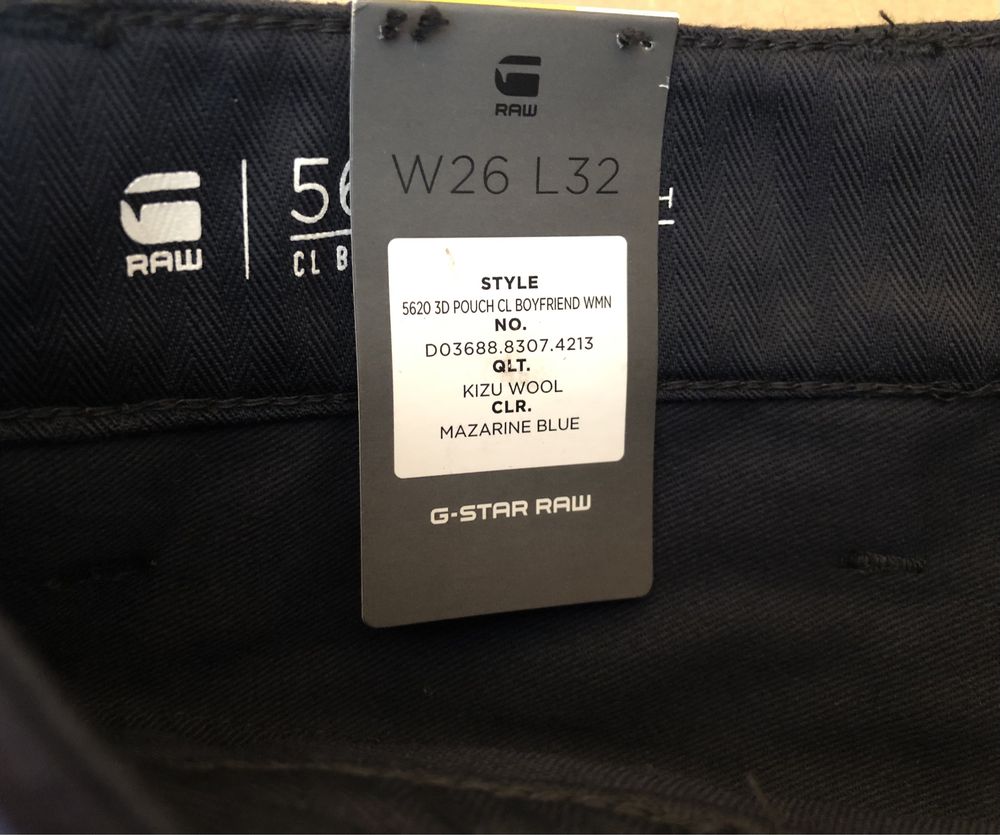 RAW
W26 L32
STYLE
5620 3D POUCH CL BOYFRIEND WMN
NO.
D03688.8307.4213
QLT.
KIZU WOOL
CLR.
MAZARINE BLUE
G-STAR RAW
RAW
CL